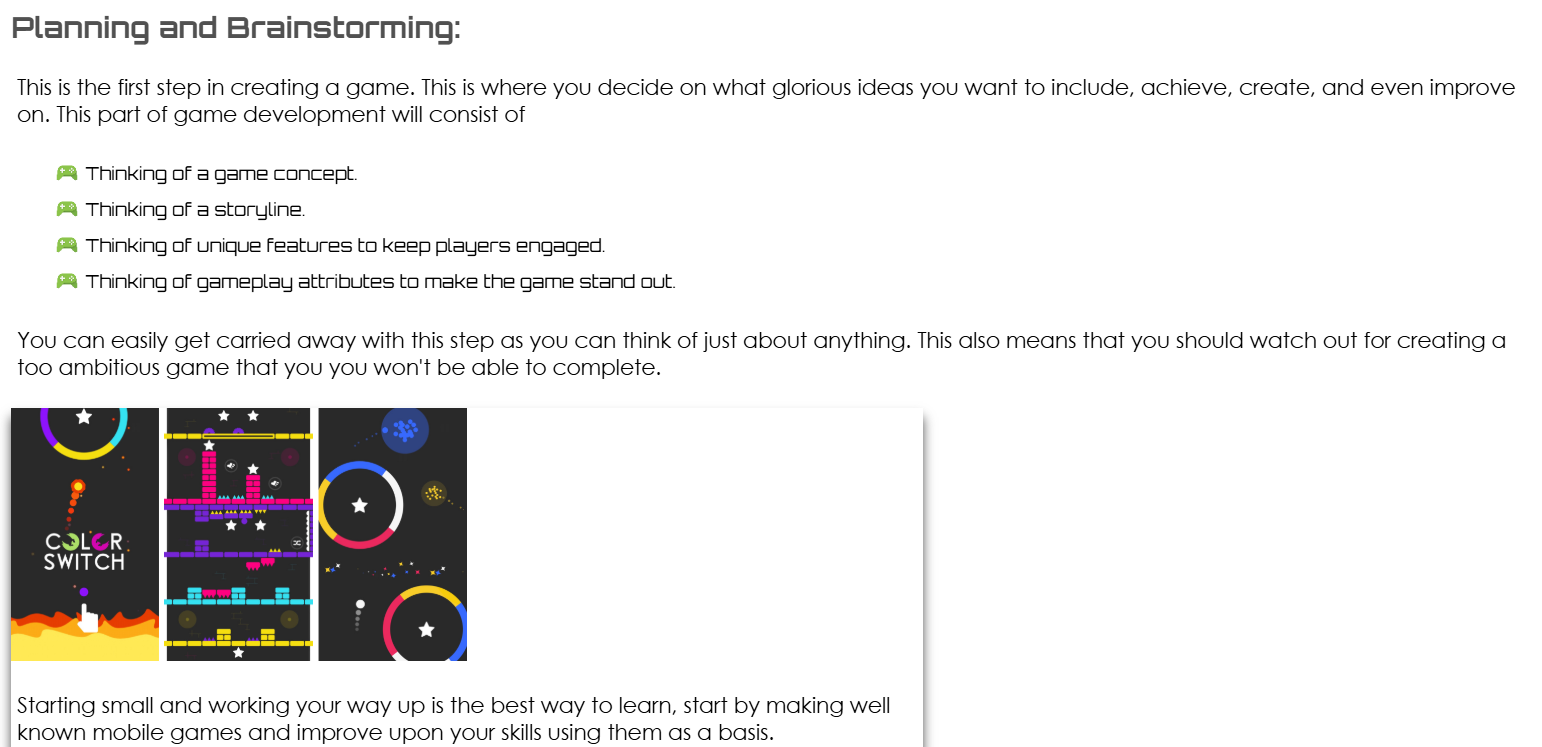 Planning and Brainstorming:
This is the first step in creating a game. This is where you decide on what glorious ideas you want to include, achieve, create, and even improve
on. This part of game development will consist of
Thinking of a game concept.
Thinking of a storyline.
Thinking of unique features to keep players engaged.
Thinking of gameplay attributes to make the game stand out.
You can easily get carried away with this step as you can think of just about anything. This also means that you should watch out for creating a
too ambitious game that you you won't be able to complete.
COLOR
SWITCH
Starting small and working your way up is the best way to learn, start by making well
known mobile games and improve upon your skills using them as a basis.